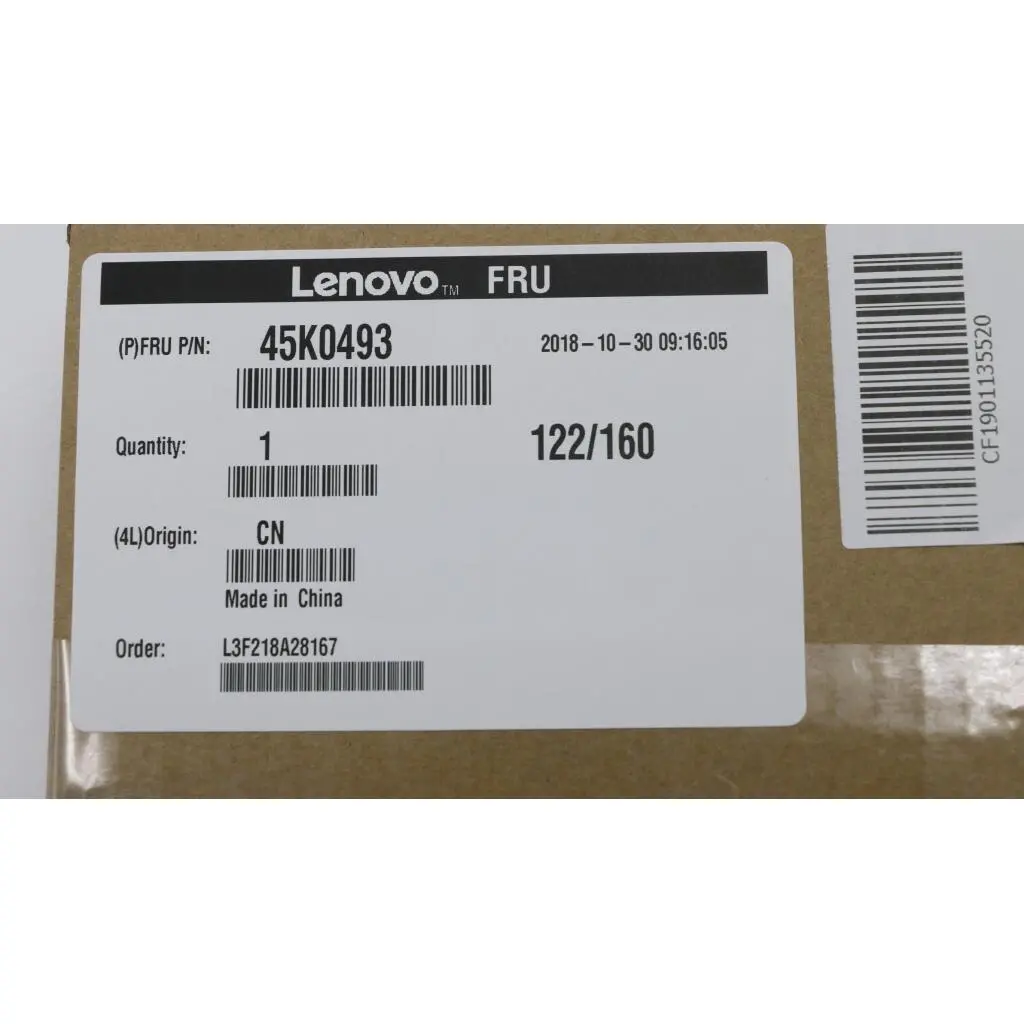 Lenovo™ FRU
(P)FRU P/N: 45K0493 2018-10-30 09:16:05
Quantity: 1 122/160
(4L)Origin: CN
Made in China
Order: L3F218A28167
CF1901135520